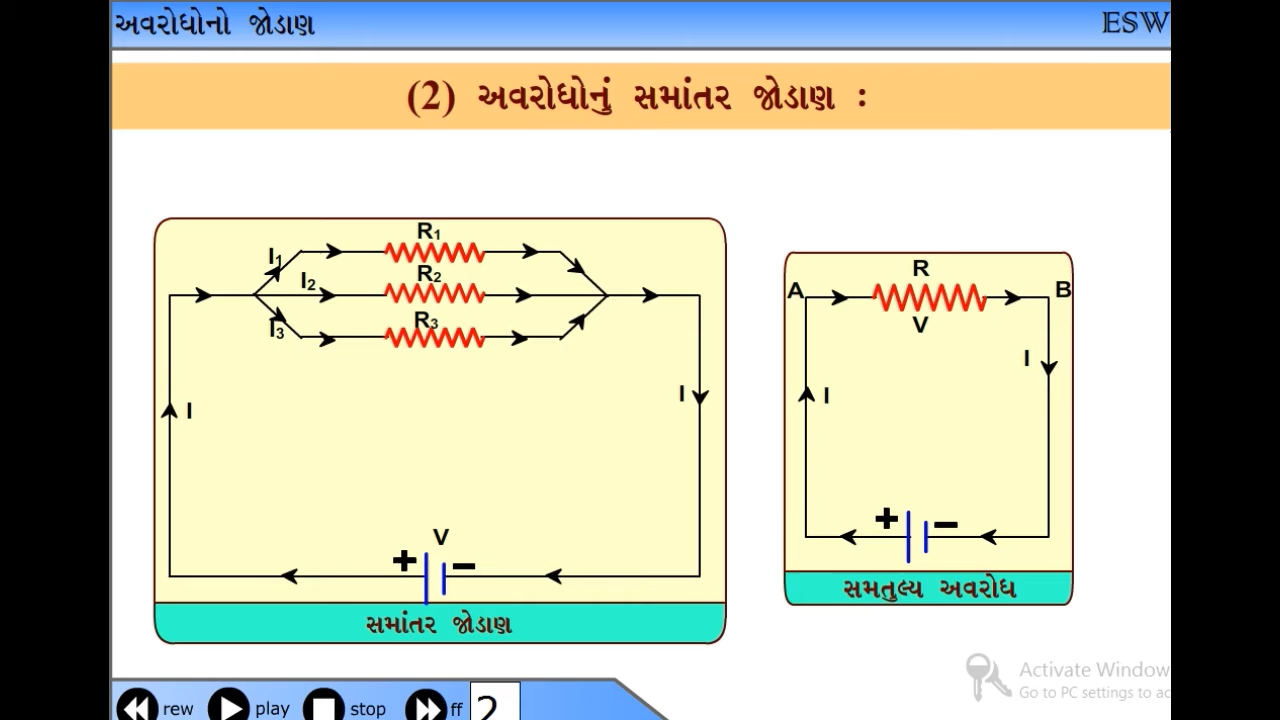 અવરોધોનો જોડાણ ESW
(2) અવરોધોનું સમાંતર જોડાણ :
R1
I1
R2
I2
R3
I3
I
I
V
+ −
સમાંતર જોડાણ
R
A B
V
I
I
+ −
સમતુલ્ય અવરોધ
Activate Window
Go to PC settings to ac
rew play stop ff 2